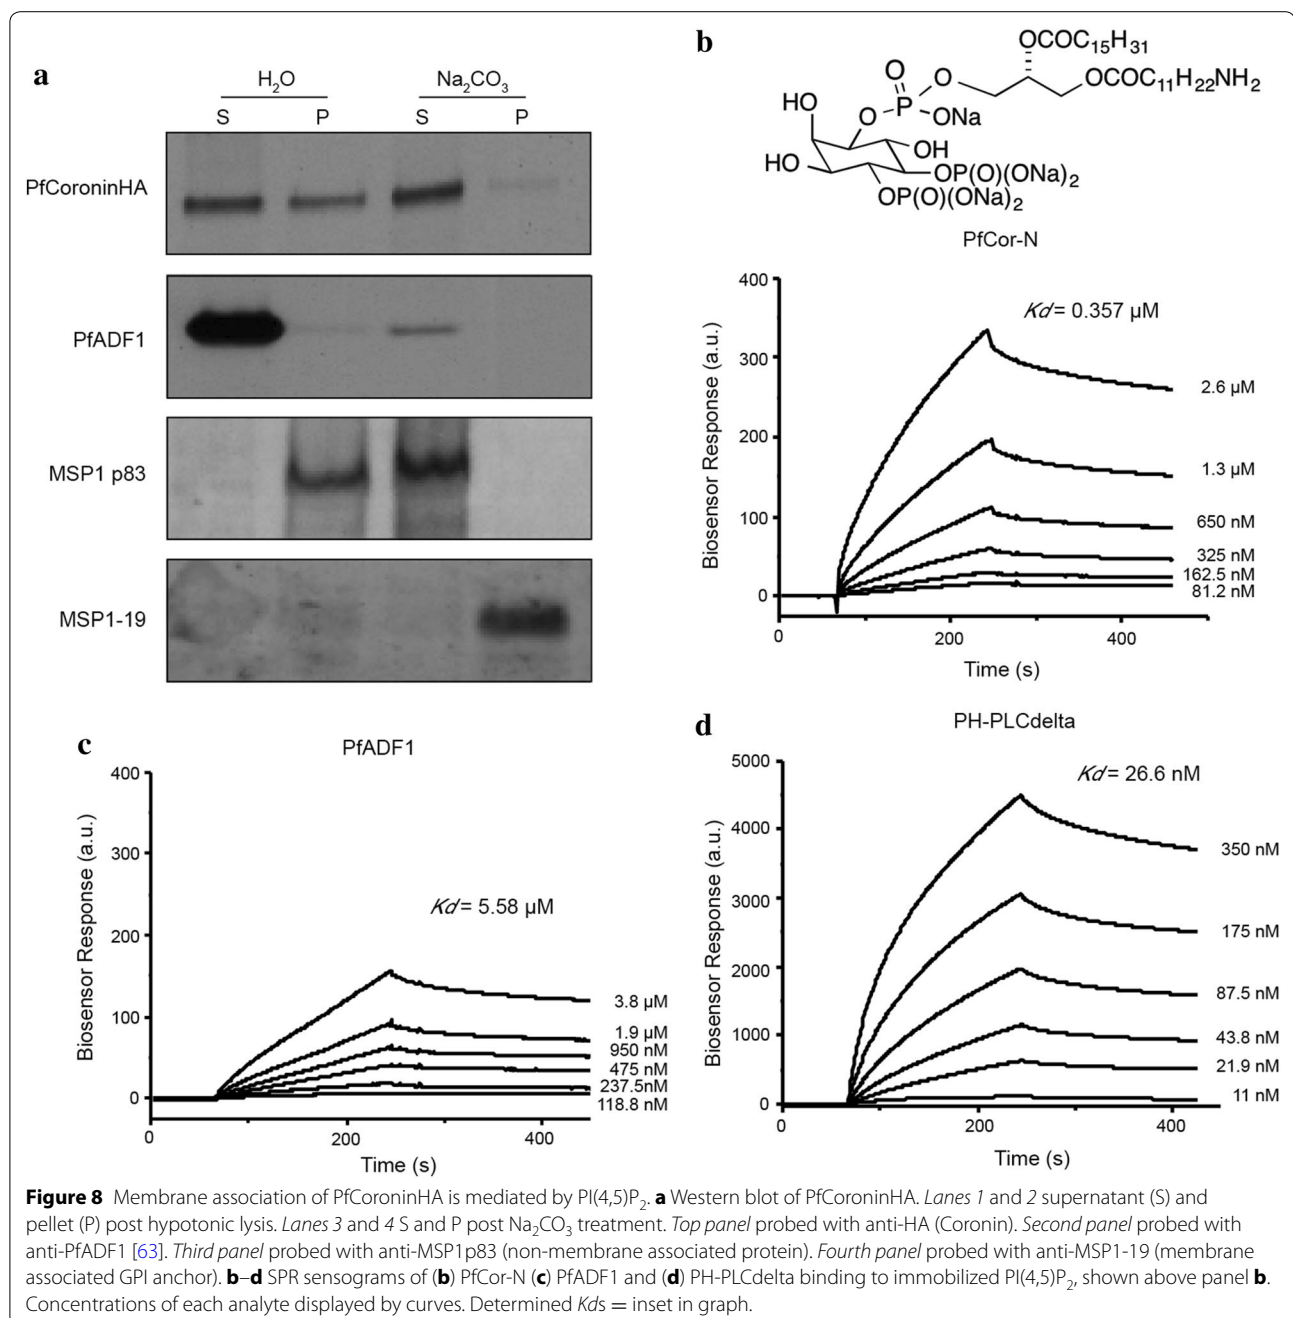 a
H₂O Na₂CO₃
S P S P
PfCoroninHA
PfADF1
MSP1 p83
MSP1-19
b
OCOC₁₅H₃₁
OCOC₁₁H₂₂NH₂
O
O
P
O
ONa
HO
HO
OH
OP(O)(ONa)₂
OP(O)(ONa)₂
PfCor-N
Kd = 0.357 µM
Biosensor Response (a.u.)
400
300
200
100
0
2.6 µM
1.3 µM
650 nM
325 nM
162.5 nM
81.2 nM
0 200 400
Time (s)
c
PfADF1
Kd = 5.58 µM
Biosensor Response (a.u.)
400
300
200
100
0
3.8 µM
1.9 µM
950 nM
475 nM
237.5nM
118.8 nM
0 200 400
Time (s)
d
PH-PLCdelta
Kd = 26.6 nM
Biosensor Response (a.u.)
5000
4000
3000
2000
1000
0
350 nM
175 nM
87.5 nM
43.8 nM
21.9 nM
11 nM
0 200 400
Time (s)
Figure 8 Membrane association of PfCoroninHA is mediated by PI(4,5)P₂. a Western blot of PfCoroninHA. Lanes 1 and 2 supernatant (S) and
pellet (P) post hypotonic lysis. Lanes 3 and 4 S and P post Na₂CO₃ treatment. Top panel probed with anti-HA (Coronin). Second panel probed with
anti-PfADF1 [63]. Third panel probed with anti-MSP1p83 (non-membrane associated protein). Fourth panel probed with anti-MSP1-19 (membrane
associated GPI anchor). b–d SPR sensograms of (b) PfCor-N (c) PfADF1 and (d) PH-PLCdelta binding to immobilized PI(4,5)P₂, shown above panel b.
Concentrations of each analyte displayed by curves. Determined Kds = inset in graph.